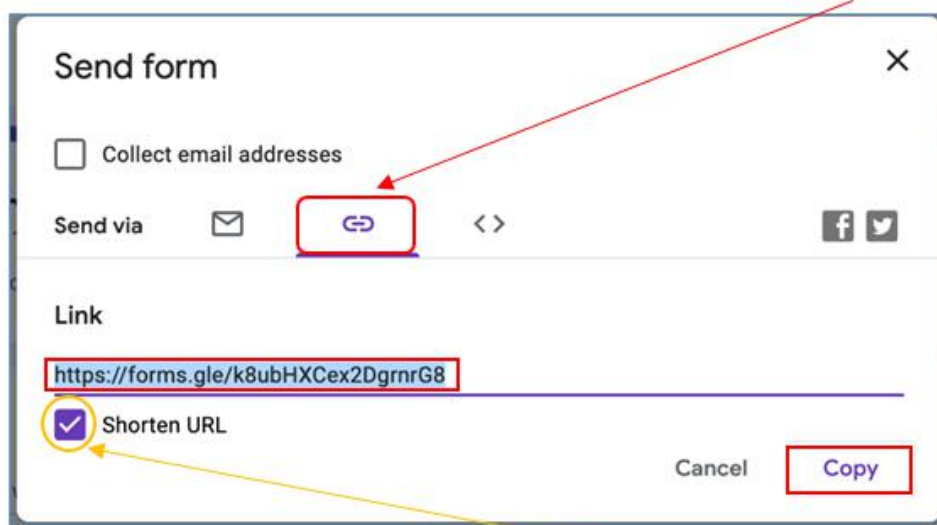 Send form
Collect email addresses
Send via
Link
https://forms.gle/k8ubHXCex2DgrnrG8
Shorten URL
Cancel Copy